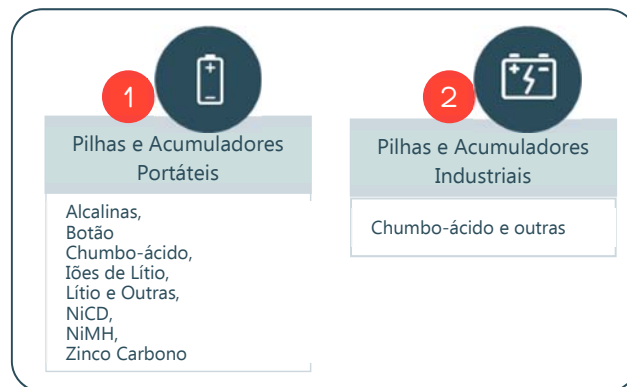 1
Pilhas e Acumuladores
Portáteis
Alcalinas,
Botão
Chumbo-ácido,
Iões de Lítio,
Lítio e Outras,
NiCD,
NiMH,
Zinco Carbono
2
Pilhas e Acumuladores
Industriais
Chumbo-ácido e outras